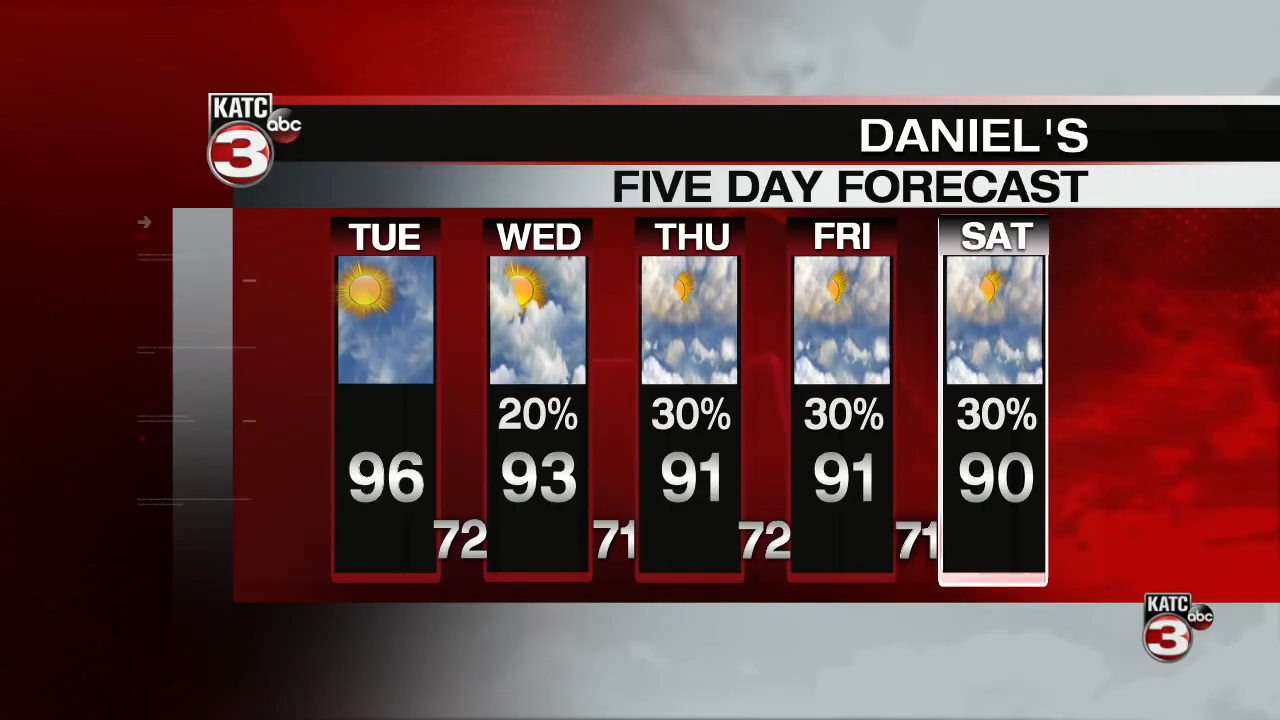 KATC
abc
3
DANIEL'S
FIVE DAY FORECAST
TUE WED THU FRI SAT
20% 30% 30% 30%
96 93 91 91 90
72 71 72 71
KATC
abc
3